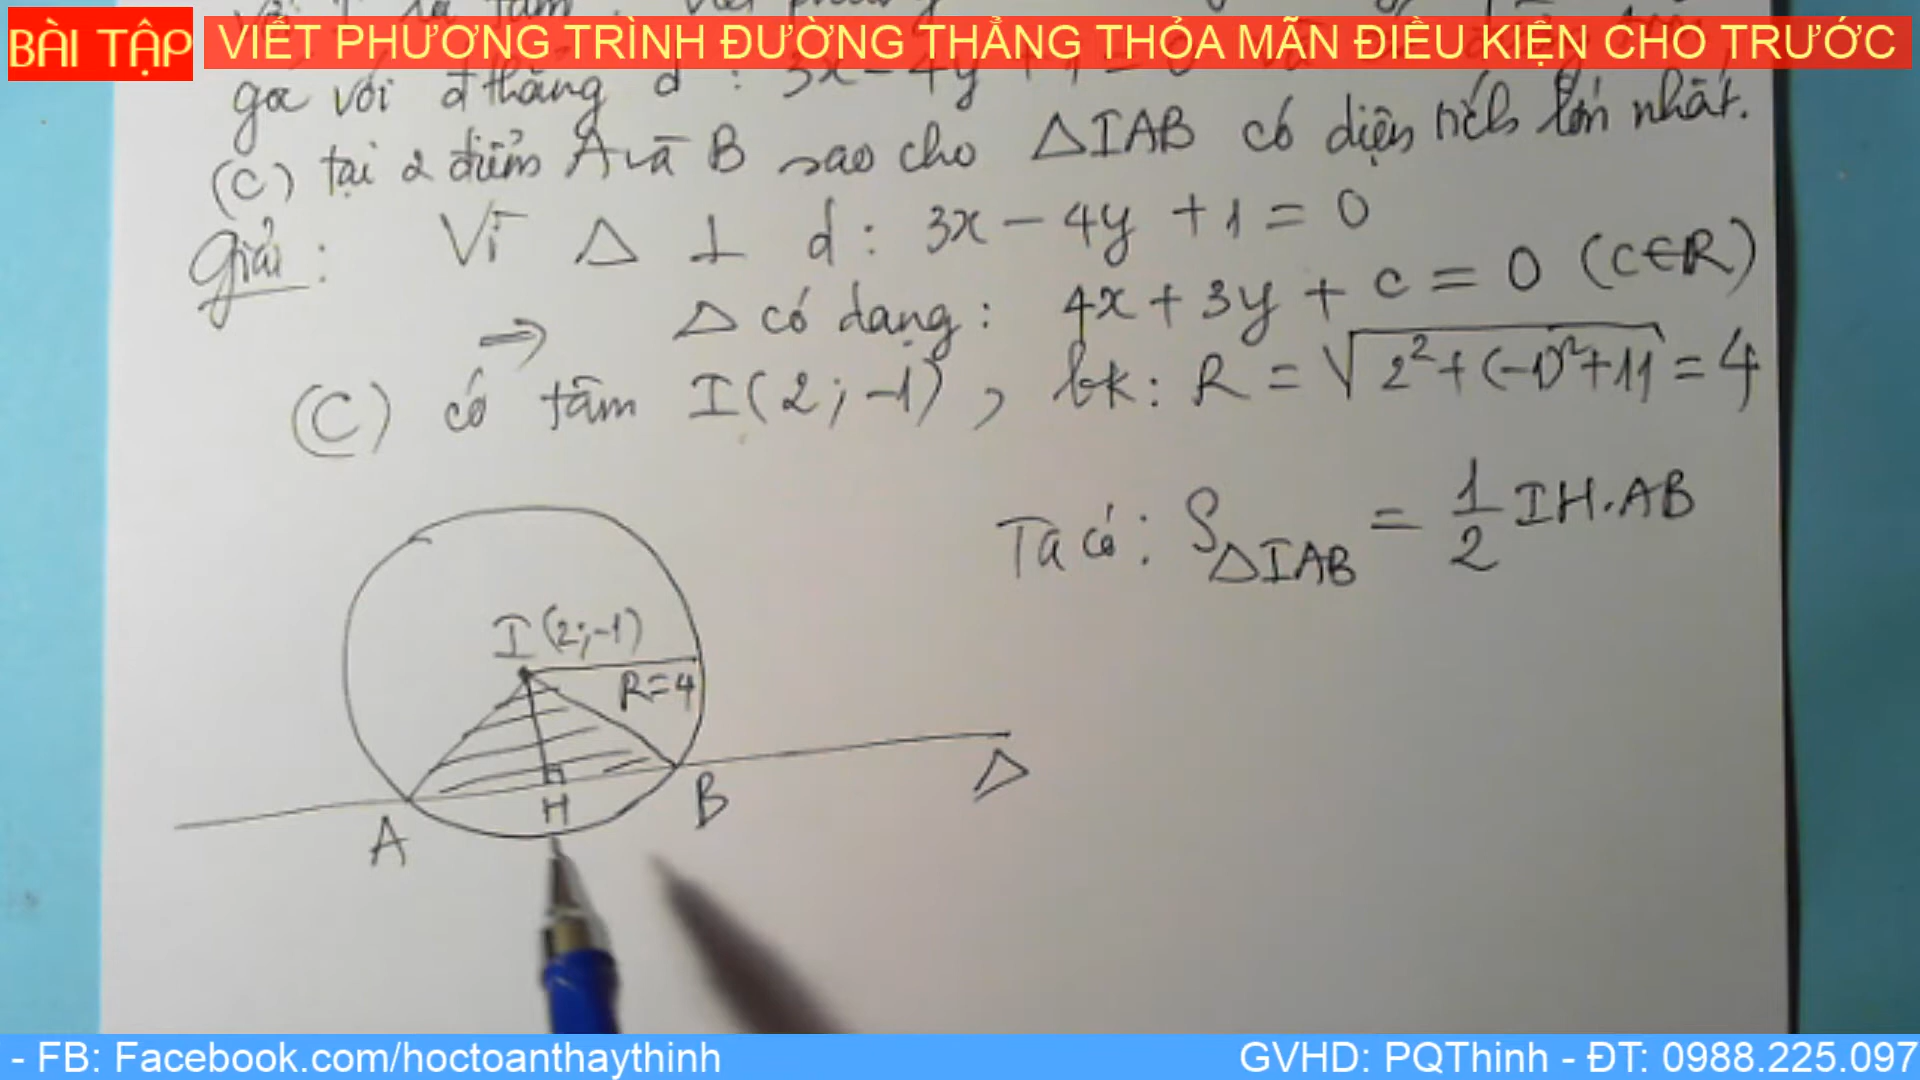 BÀI TẬP
VIẾT PHƯƠNG TRÌNH ĐƯỜNG THẲNG THỎA MÃN ĐIỀU KIỆN CHO TRƯỚC
góc với đthẳng d : 3x - 4y + 1 = 0
(C) tại 2 điểm A và B sao cho ΔIAB có diện tích lớn nhất.
Giải: Vì Δ ⊥ d: 3x - 4y + 1 = 0
⇒ Δ có dạng: 4x + 3y + c = 0 (c∈R)
(C) có tâm I(2; -1), bk: R = √(2² + (-1)² + 11) = 4
Ta có: S ΔIAB = 1/2 IH.AB
I (2; -1)
R = 4
H
A
B
Δ
- FB: Facebook.com/hoctoanthaythinh
GVHD: PQThinh - ĐT: 0988.225.097